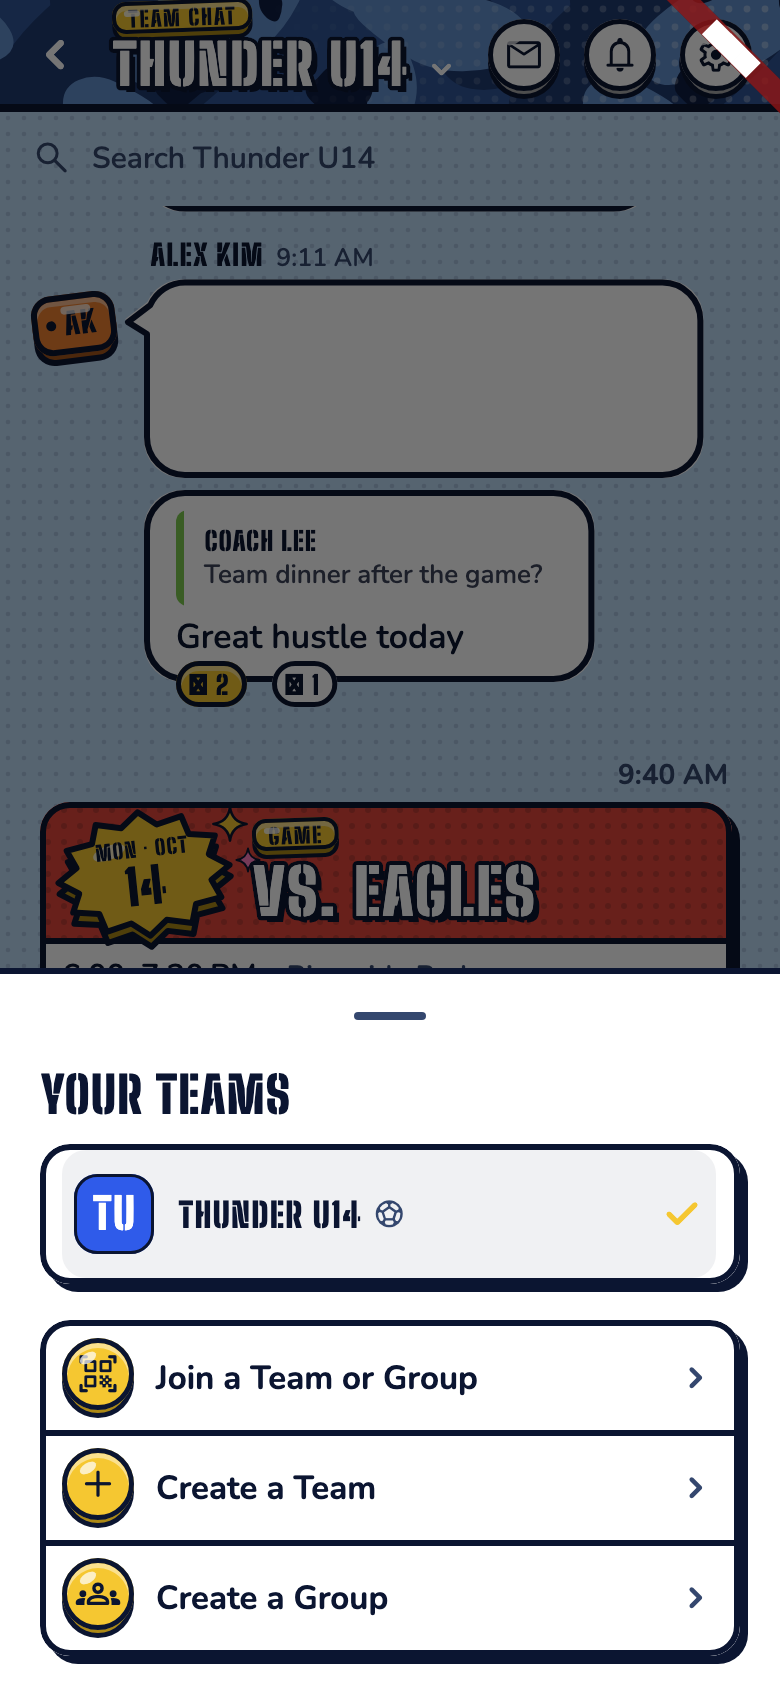 TEAM CHAT
THUNDER U14
Search Thunder U14
ALEX KIM 9:11 AM
AK
COACH LEE
Team dinner after the game?
Great hustle today
2
1
9:40 AM
MON · OCT
14
GAME
VS. EAGLES
YOUR TEAMS
TU
THUNDER U14
Join a Team or Group
Create a Team
Create a Group